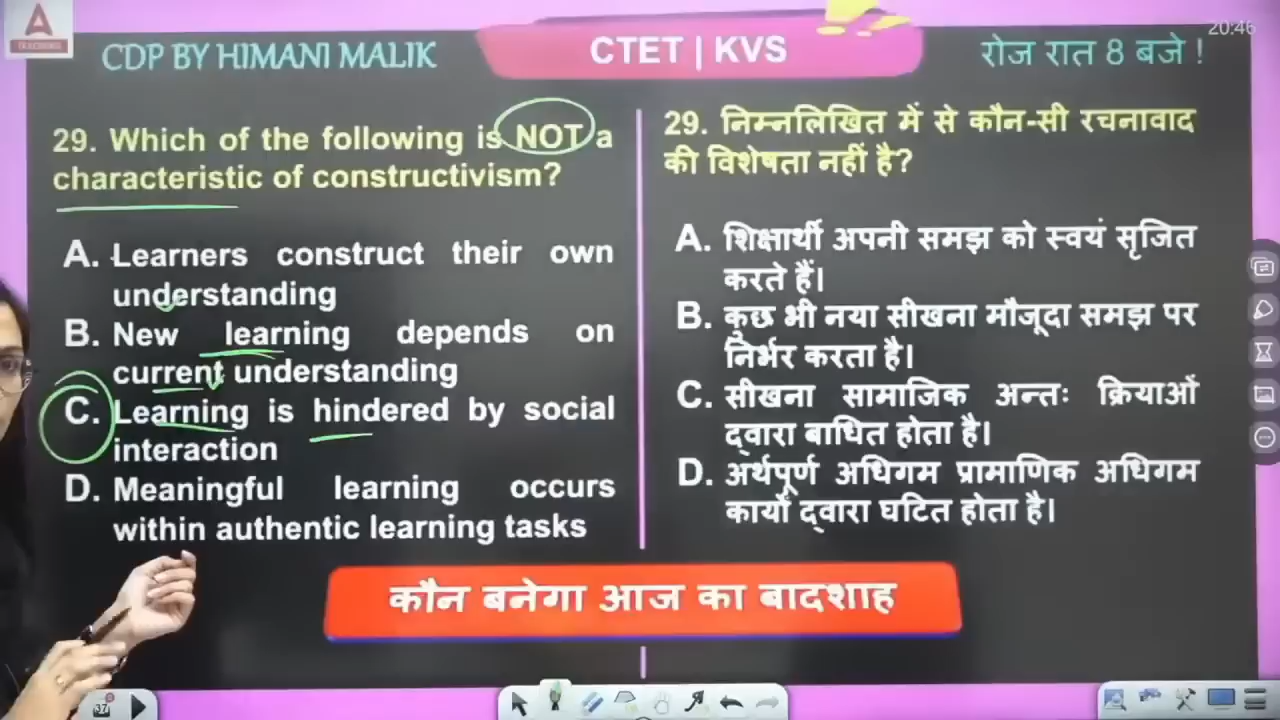 A
TEACHING
CDP BY HIMANI MALIK
CTET | KVS
रोज रात 8 बजे !
20:46
29. Which of the following is NOT a
characteristic of constructivism?
A. Learners construct their own
understanding
B. New learning depends on
current understanding
C. Learning is hindered by social
interaction
D. Meaningful learning occurs
within authentic learning tasks
29. निम्नलिखित में से कौन-सी रचनावाद
की विशेषता नहीं है?
A. शिक्षार्थी अपनी समझ को स्वयं सृजित
करते हैं।
B. कुछ भी नया सीखना मौजूदा समझ पर
निर्भर करता है।
C. सीखना सामाजिक अन्तः क्रियाओं
द्वारा बाधित होता है।
D. अर्थपूर्ण अधिगम प्रामाणिक अधिगम
कार्यों द्वारा घटित होता है।
कौन बनेगा आज का बादशाह
37